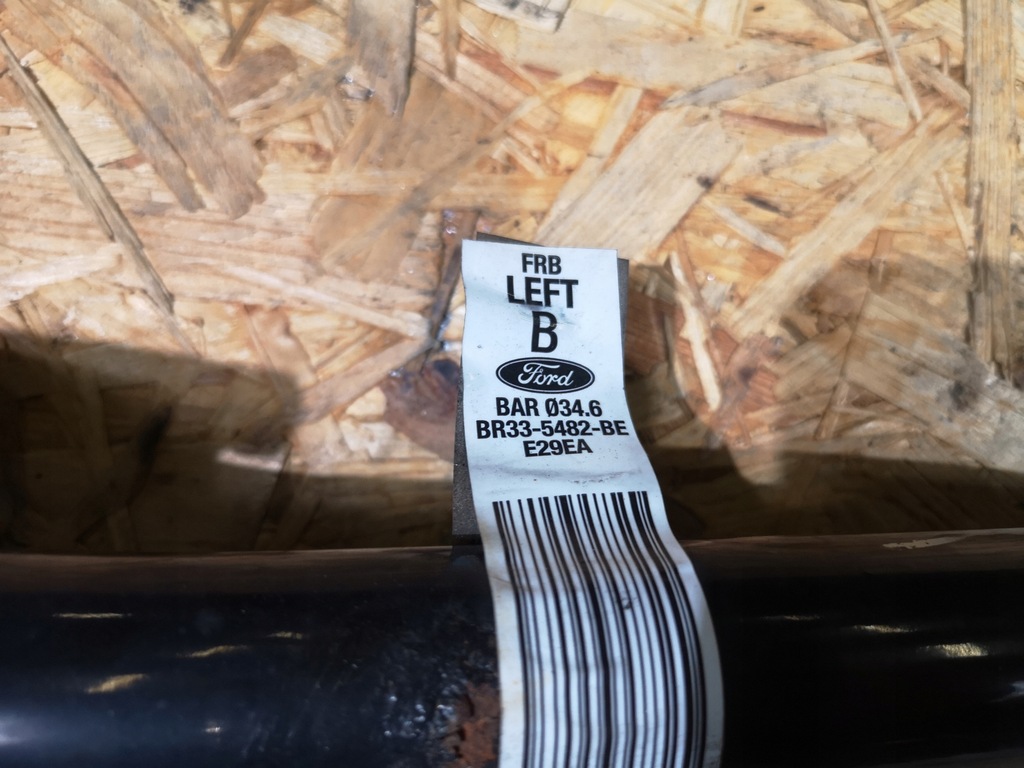 FRB
LEFT
B
Ford
BAR Ø34.6
BR33-5482-BE
E29EA